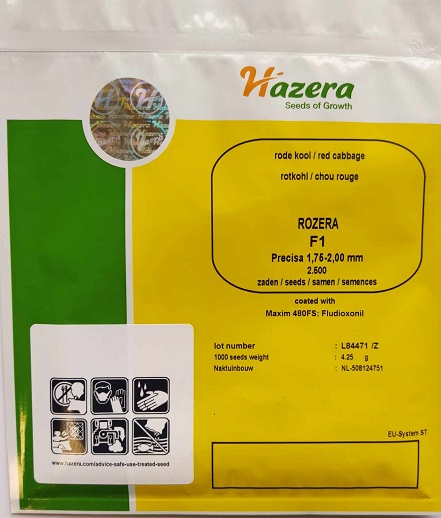 Hazera
Seeds of Growth
rode kool / red cabbage
rotkohl / chou rouge
ROZERA
F1
Precisa 1,75-2,00 mm
2.500
zaden / seeds / samen / semences
coated with
Maxim 480FS: Fludioxonil
lot number : L84471 /Z
1000 seeds weight : 4.25 g
Naktuinbouw : NL-508124751
EU-System ST
www.hazera.com/advice-safe-use-treated-seed